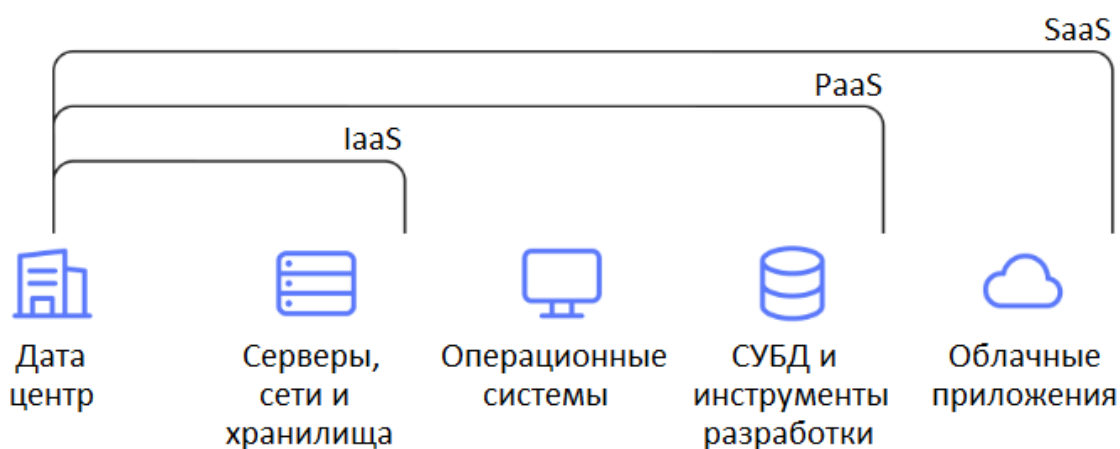 SaaS
PaaS
IaaS
Дата
центр
Серверы,
сети и
хранилища
Операционные
системы
СУБД и
инструменты
разработки
Облачные
приложения